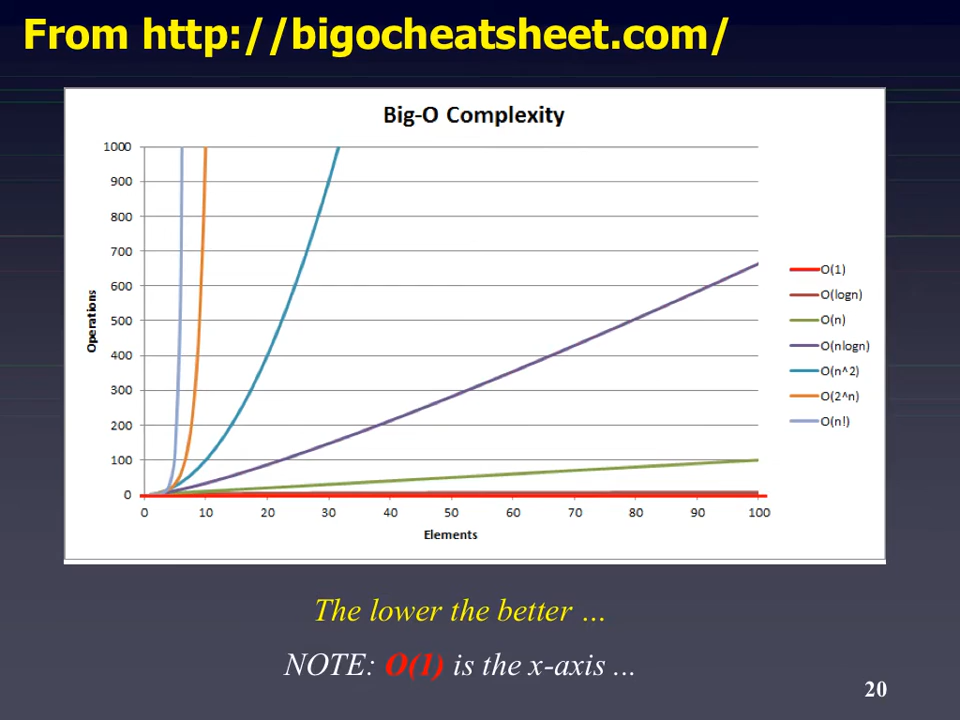 From http://bigocheatsheet.com/
Big-O Complexity
1000
900
800
700
600
500
400
300
200
100
0
Operations
0 10 20 30 40 50 60 70 80 90 100
Elements
O(1)
O(logn)
O(n)
O(nlogn)
O(n^2)
O(2^n)
O(n!)
The lower the better ...
NOTE: O(1) is the x-axis ...
20